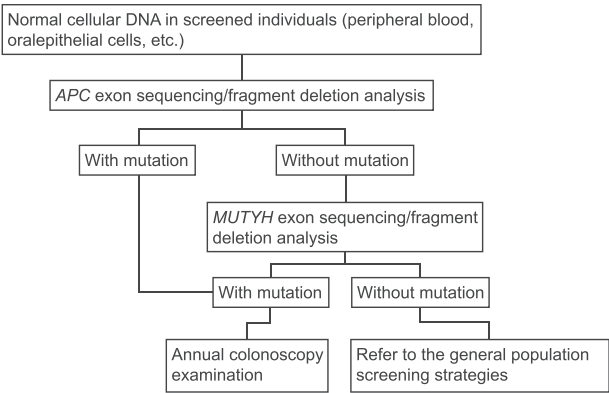 Normal cellular DNA in screened individuals (peripheral blood,
oralepithelial cells, etc.)
APC exon sequencing/fragment deletion analysis
With mutation
Without mutation
MUTYH exon sequencing/fragment
deletion analysis
With mutation
Without mutation
Annual colonoscopy
examination
Refer to the general population
screening strategies